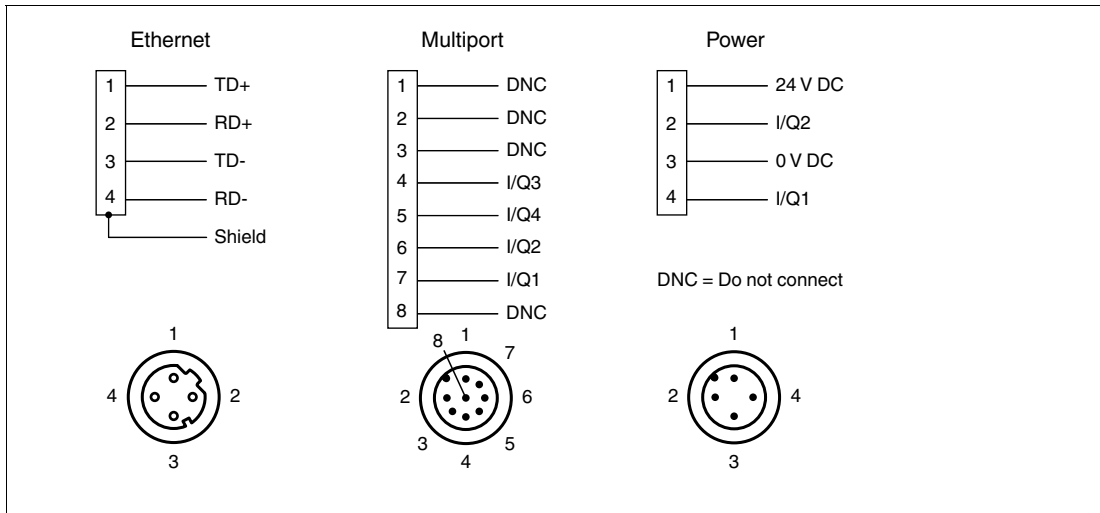 Ethernet
1 TD+
2 RD+
3 TD-
4 RD-
Shield
Multiport
1 DNC
2 DNC
3 DNC
4 I/Q3
5 I/Q4
6 I/Q2
7 I/Q1
8 DNC
Power
1 24 V DC
2 I/Q2
3 0 V DC
4 I/Q1
DNC = Do not connect
1
4 2
3
8 1 7
2 6
3 5
4
1
2 4
3